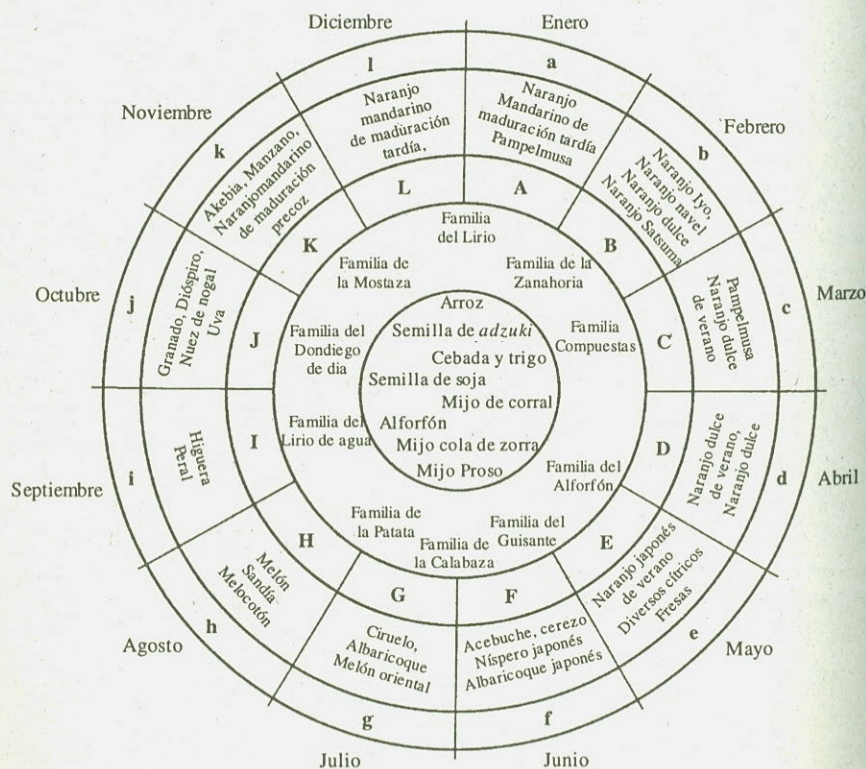 Diciembre
Enero
Noviembre
Febrero
Octubre
Marzo
Septiembre
Abril
Agosto
Mayo
Julio
Junio
l
a
k
b
j
c
i
d
h
e
g
f
Naranjo
mandarino
de maduración
tardía,
Naranjo
Mandarino de
maduración tardía
Pampelmusa
Akebia, Manzano,
Naranjomandarino
de maduración
precoz
Naranjo Iyo,
Naranjo navel
Naranjo dulce
Naranjo Satsuma
Granado, Dióspiro,
Nuez de nogal
Uva
Pampelmusa
Naranjo dulce
de verano
Higuera
Peral
Naranjo dulce
de verano,
Naranjo dulce
Melón
Sandía
Melocotón
Naranjo japonés
de verano
Diversos cítricos
Fresas
Ciruelo,
Albaricoque
Melón oriental
Acebuche, cerezo
Níspero japonés
Albaricoque japonés
L
A
K
B
J
C
I
D
H
E
G
F
Familia
del Lirio
Familia de
la Mostaza
Familia de la
Zanahoria
Familia del
Dondiego
de dia
Familia
Compuestas
Familia del
Lirio de agua
Familia del
Alforfón
Familia de
la Patata
Familia del
Guisante
Familia de
la Calabaza
Arroz
Semilla de adzuki
Cebada y trigo
Semilla de soja
Mijo de corral
Alforfón
Mijo cola de zorra
Mijo Proso